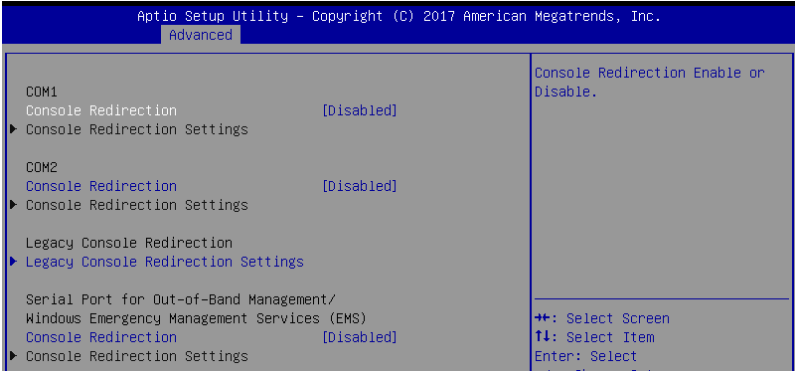 Aptio Setup Utility – Copyright (C) 2017 American Megatrends, Inc.
Advanced
COM1
Console Redirection [Disabled]
Console Redirection Settings
COM2
Console Redirection [Disabled]
Console Redirection Settings
Legacy Console Redirection
Legacy Console Redirection Settings
Serial Port for Out-of-Band Management/
Windows Emergency Management Services (EMS)
Console Redirection [Disabled]
Console Redirection Settings
Console Redirection Enable or
Disable.
→←: Select Screen
↑↓: Select Item
Enter: Select